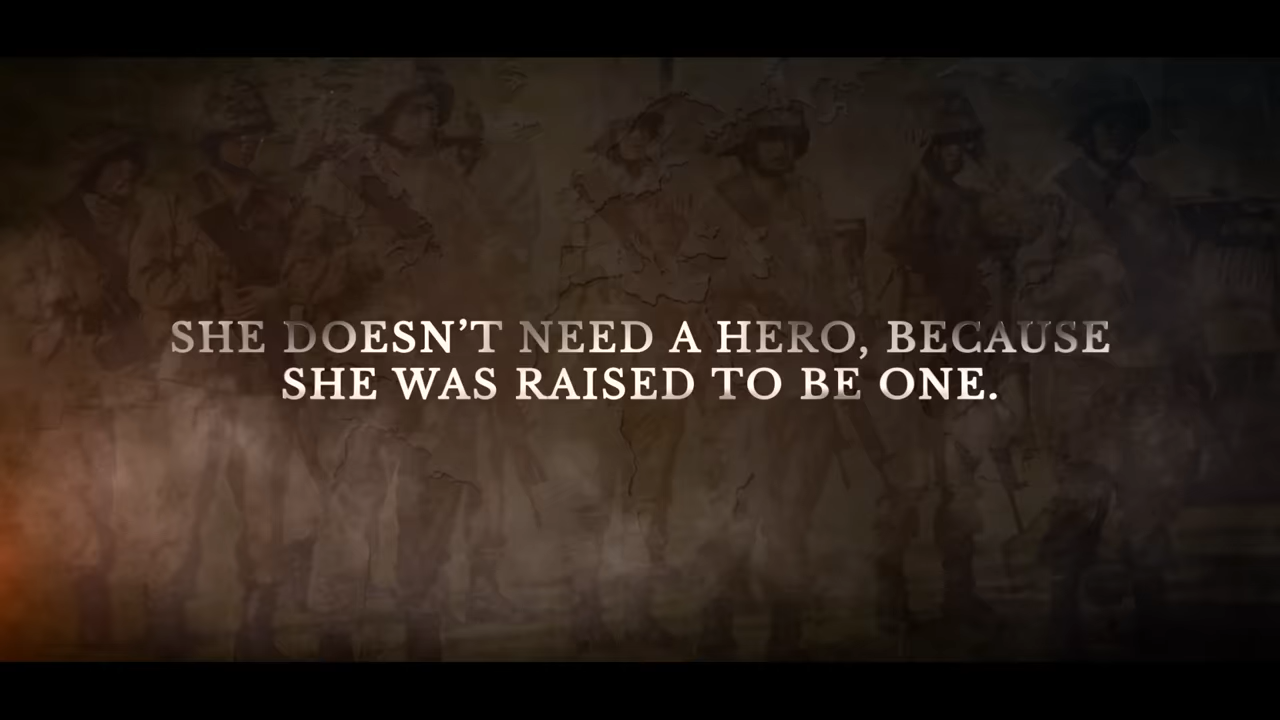 SHE DOESN'T NEED A HERO, BECAUSE
SHE WAS RAISED TO BE ONE.